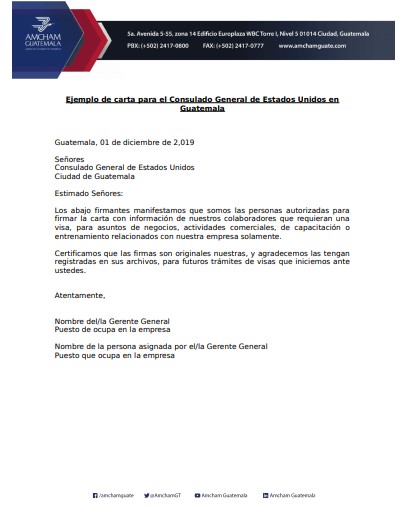 AMCHAM
GUATEMALA
5a. Avenida 5-55, zona 14 Edificio Europlaza WBC Torre I, Nivel 5 01014 Ciudad, Guatemala
PBX: (+502) 2417-0800 FAX: (+502) 2417-0777 www.amchamguate.com
Ejemplo de carta para el Consulado General de Estados Unidos en
Guatemala
Guatemala, 01 de diciembre de 2,019
Señores
Consulado General de Estados Unidos
Ciudad de Guatemala
Estimado Señores:
Los abajo firmantes manifestamos que somos las personas autorizadas para
firmar la carta con información de nuestros colaboradores que requieran una
visa, para asuntos de negocios, actividades comerciales, de capacitación o
entrenamiento relacionados con nuestra empresa solamente.
Certificamos que las firmas son originales nuestras, y agradecemos las tengan
registradas en sus archivos, para futuros trámites de visas que iniciemos ante
ustedes.
Atentamente,
Nombre del/la Gerente General
Puesto de ocupa en la empresa
Nombre de la persona asignada por el/la Gerente General
Puesto que ocupa en la empresa
/amchamguate @AmchamGT Amcham Guatemala Amcham Guatemala